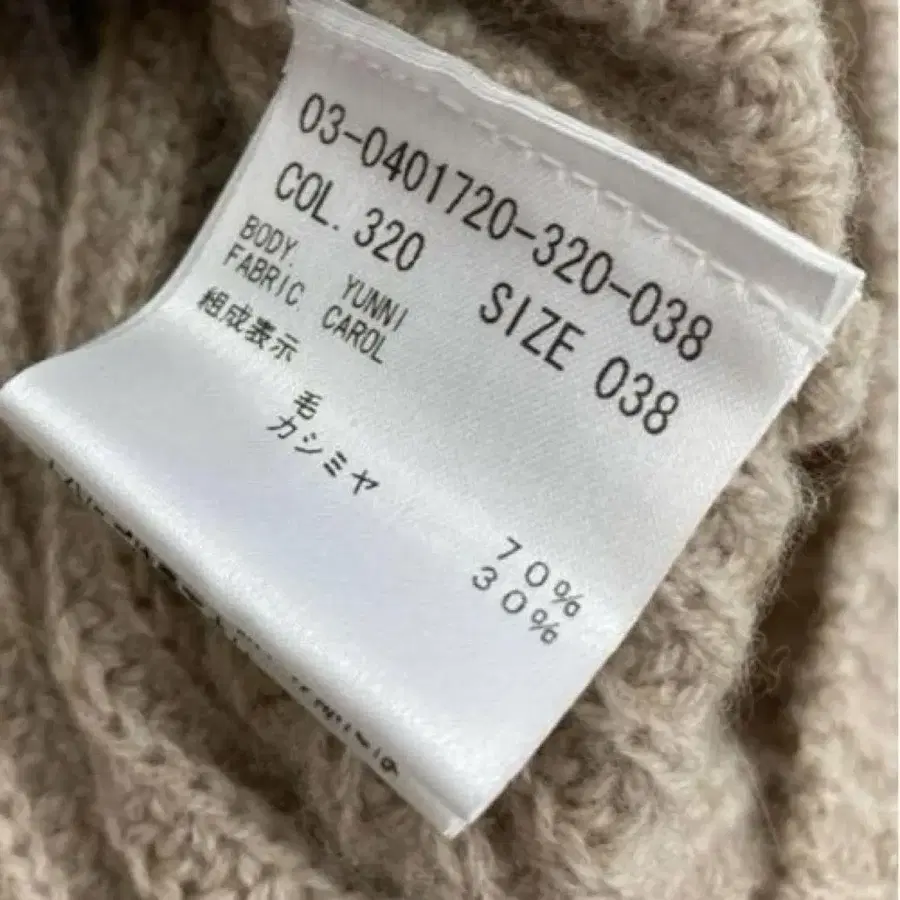 03-0401720-320-038
COL. 320 SIZE 038
BODY. YUNNI
FABRIC. CAROL
組成表示
毛 70%
カシミヤ 30%